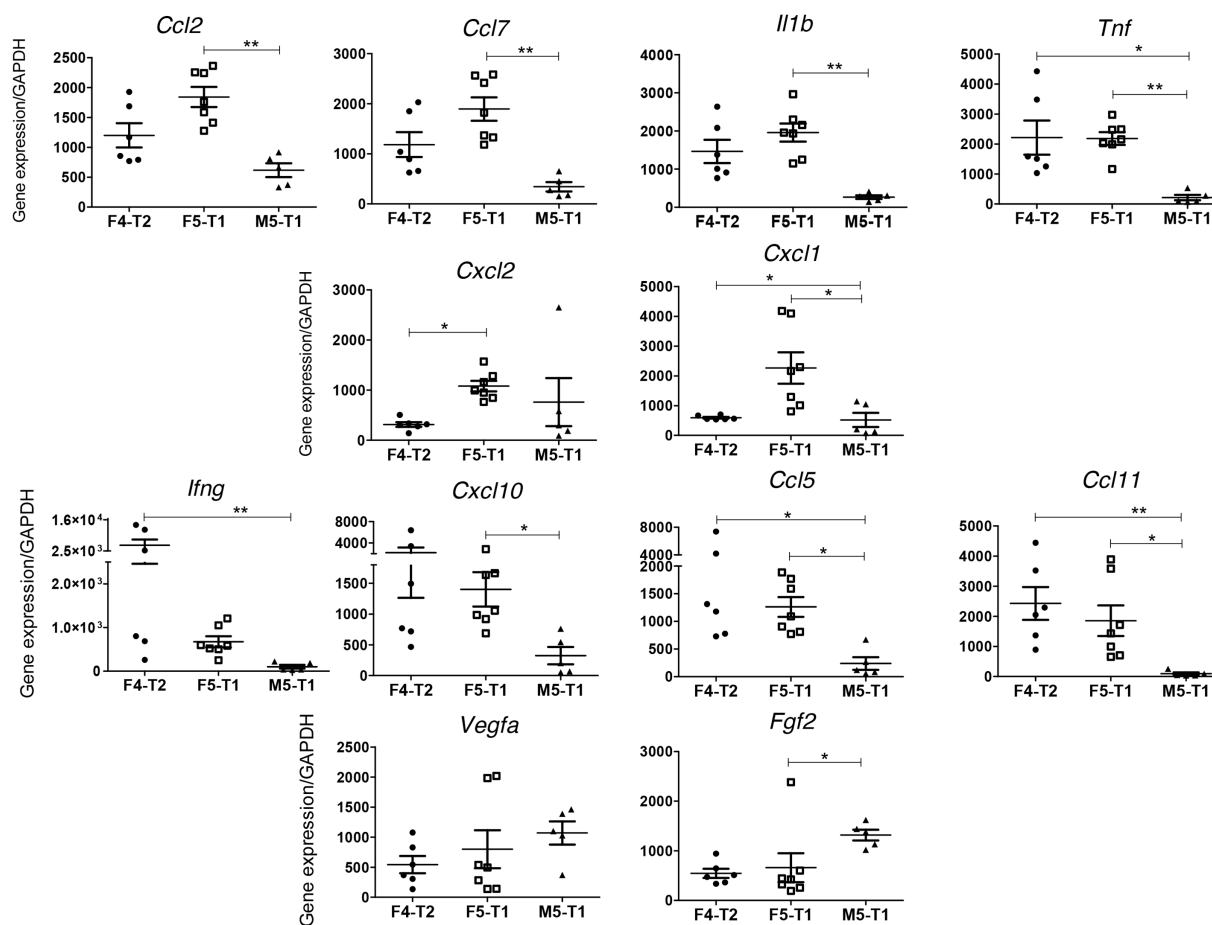 Ccl2
Ccl7
Il1b
Tnf
Gene expression/GAPDH
2500
2000
1500
1000
500
0
F4-T2 F5-T1 M5-T1
**
3000
2000
1000
0
F4-T2 F5-T1 M5-T1
**
4000
3000
2000
1000
0
F4-T2 F5-T1 M5-T1
**
5000
4000
3000
2000
1000
0
F4-T2 F5-T1 M5-T1
*
**
Cxcl2
Cxcl1
Gene expression/GAPDH
3000
2000
1000
0
F4-T2 F5-T1 M5-T1
*
5000
4000
3000
2000
1000
0
F4-T2 F5-T1 M5-T1
*
*
Ifng
Cxcl10
Ccl5
Ccl11
Gene expression/GAPDH
1.6×10⁴
2.5×10³
2.0×10³
1.0×10³
0
F4-T2 F5-T1 M5-T1
**
8000
4000
1500
1000
500
0
F4-T2 F5-T1 M5-T1
*
8000
4000
2000
1500
1000
500
0
F4-T2 F5-T1 M5-T1
*
*
5000
4000
3000
2000
1000
0
F4-T2 F5-T1 M5-T1
**
*
Vegfa
Fgf2
Gene expression/GAPDH
2500
2000
1500
1000
500
0
F4-T2 F5-T1 M5-T1
3000
2000
1000
0
F4-T2 F5-T1 M5-T1
*